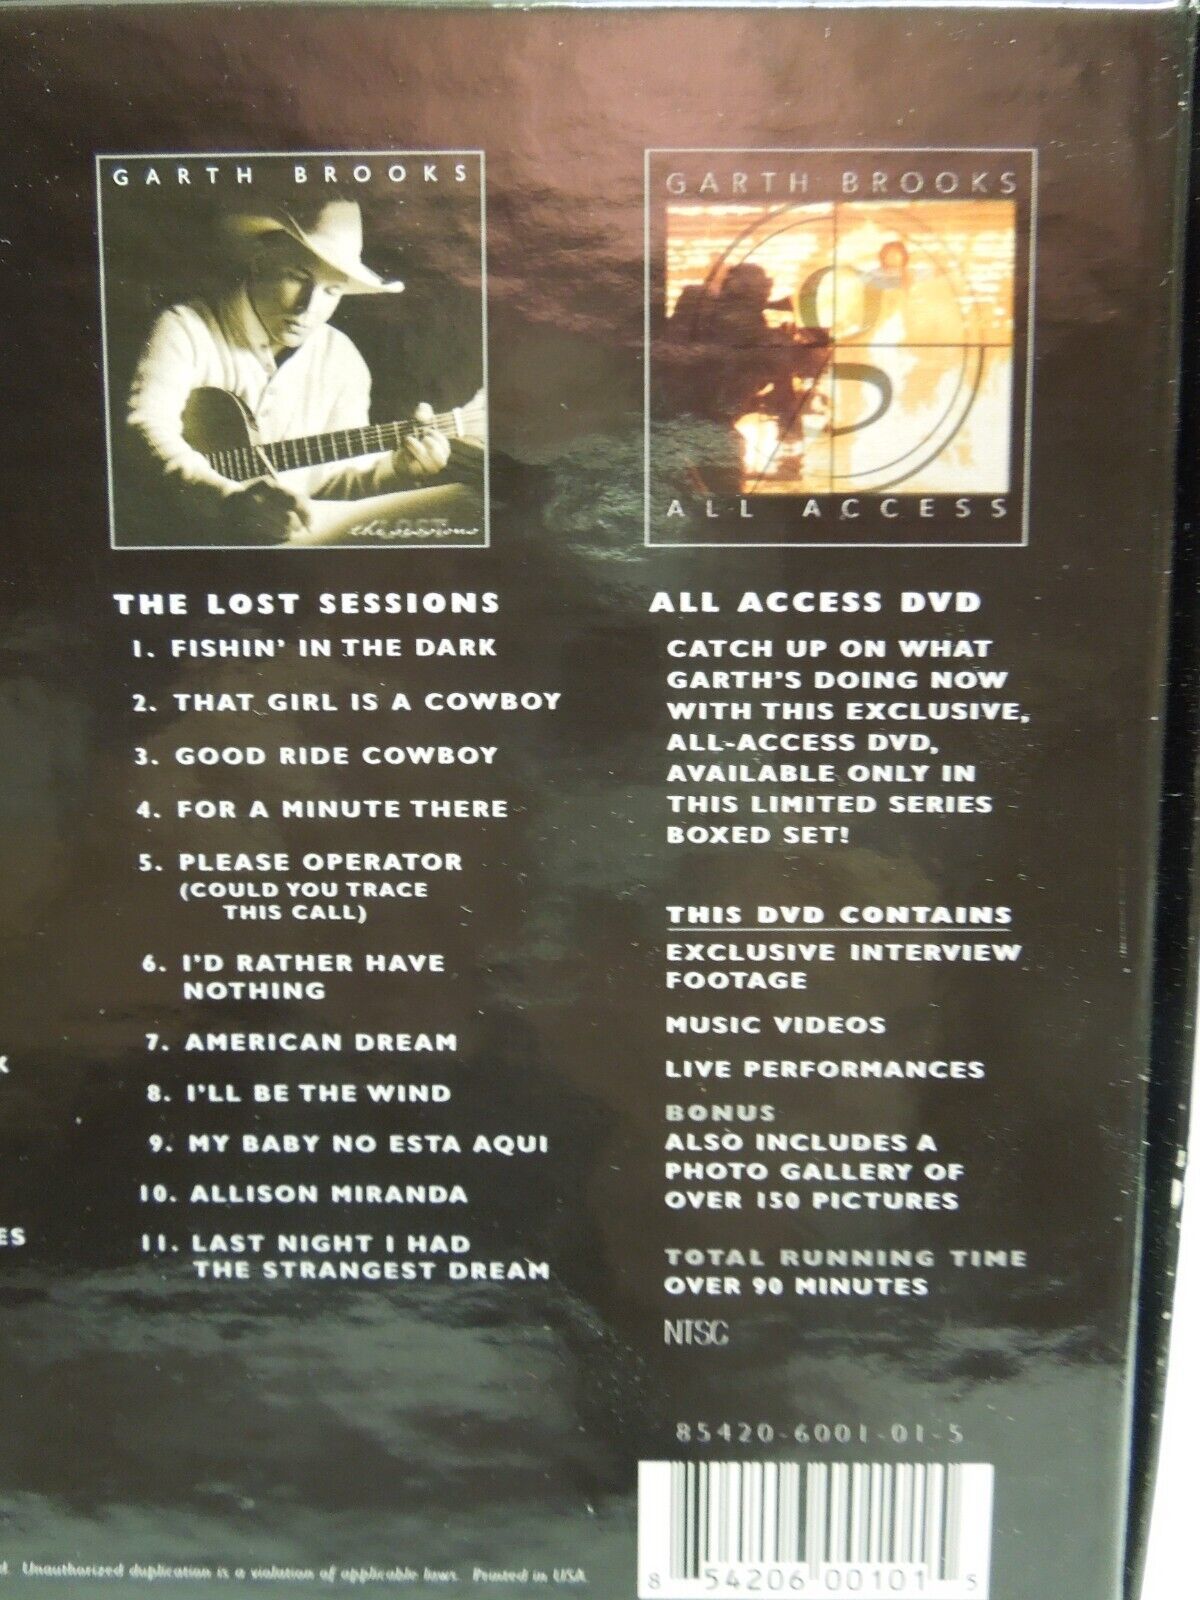 GARTH BROOKS
the LOST sessions
THE LOST SESSIONS
1. FISHIN' IN THE DARK
2. THAT GIRL IS A COWBOY
3. GOOD RIDE COWBOY
4. FOR A MINUTE THERE
5. PLEASE OPERATOR
(COULD YOU TRACE
THIS CALL)
6. I'D RATHER HAVE
NOTHING
7. AMERICAN DREAM
8. I'LL BE THE WIND
9. MY BABY NO ESTA AQUI
10. ALLISON MIRANDA
11. LAST NIGHT I HAD
THE STRANGEST DREAM
GARTH BROOKS
g
ALL ACCESS
ALL ACCESS DVD
CATCH UP ON WHAT
GARTH'S DOING NOW
WITH THIS EXCLUSIVE,
ALL-ACCESS DVD,
AVAILABLE ONLY IN
THIS LIMITED SERIES
BOXED SET!
THIS DVD CONTAINS
EXCLUSIVE INTERVIEW
FOOTAGE
MUSIC VIDEOS
LIVE PERFORMANCES
BONUS
ALSO INCLUDES A
PHOTO GALLERY OF
OVER 150 PICTURES
TOTAL RUNNING TIME
OVER 90 MINUTES
NTSC
85420-6001-01-5
8 54206 00101 5
Unauthorized duplication is a violation of applicable laws. Printed in USA